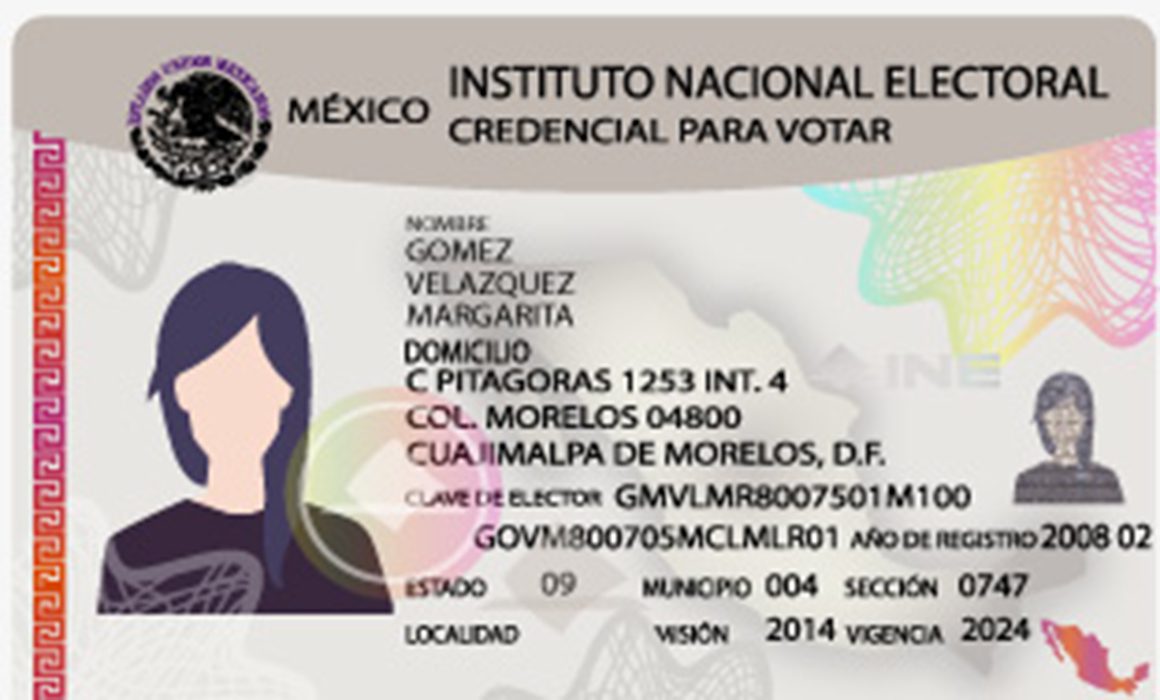 ESTADOS UNIDOS MEXICANOS
MÉXICO
INSTITUTO NACIONAL ELECTORAL
CREDENCIAL PARA VOTAR
NOMBRE
GOMEZ
VELAZQUEZ
MARGARITA
DOMICILIO
C PITAGORAS 1253 INT. 4
COL. MORELOS 04800
CUAJIMALPA DE MORELOS, D.F.
INE
CLAVE DE ELECTOR GMVLMR8007501M100
GOVM800705MCLMLR01 AÑO DE REGISTRO 2008 02
ESTADO 09 MUNICIPIO 004 SECCIÓN 0747
LOCALIDAD VISIÓN 2014 VIGENCIA 2024